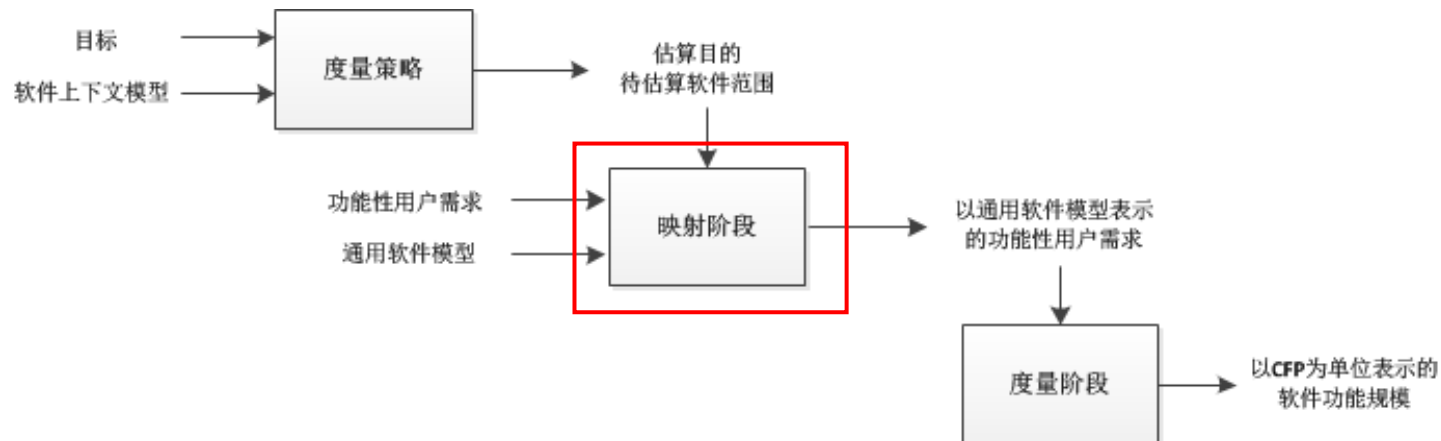 目标
软件上下文模型
度量策略
估算目的
待估算软件范围
功能性用户需求
通用软件模型
映射阶段
以通用软件模型表示
的功能性用户需求
度量阶段
以CFP为单位表示的
软件功能规模